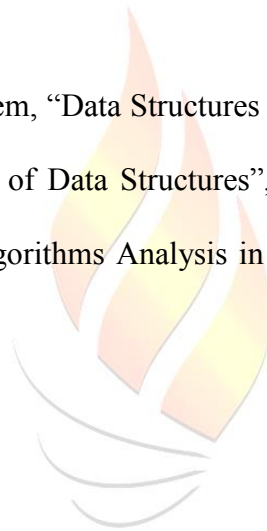 em, “Data Structures
of Data Structures”,
gorithms Analysis in